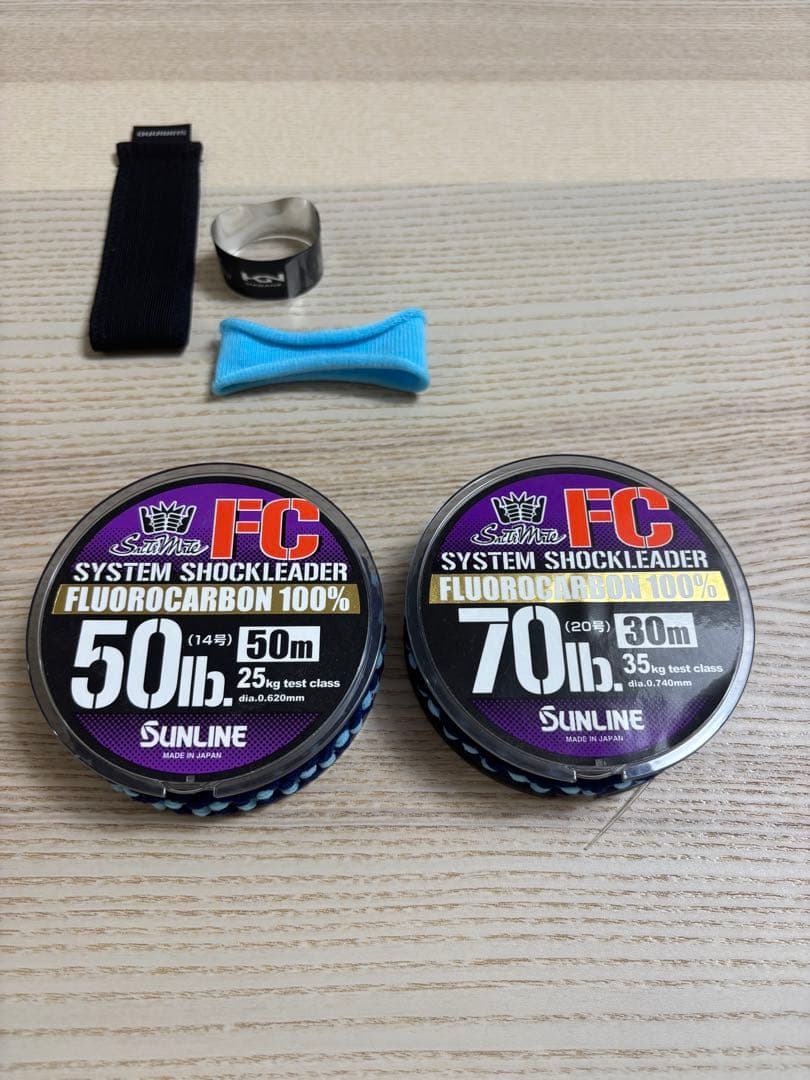 SaltiMate FC
SYSTEM SHOCKLEADER
FLUOROCARBON 100%
50lb. (14号) 50m
25kg test class
dia.0.620mm
SUNLINE
MADE IN JAPAN
SaltiMate FC
SYSTEM SHOCKLEADER
FLUOROCARBON 100%
70lb. (20号) 30m
35kg test class
dia.0.740mm
SUNLINE
MADE IN JAPAN